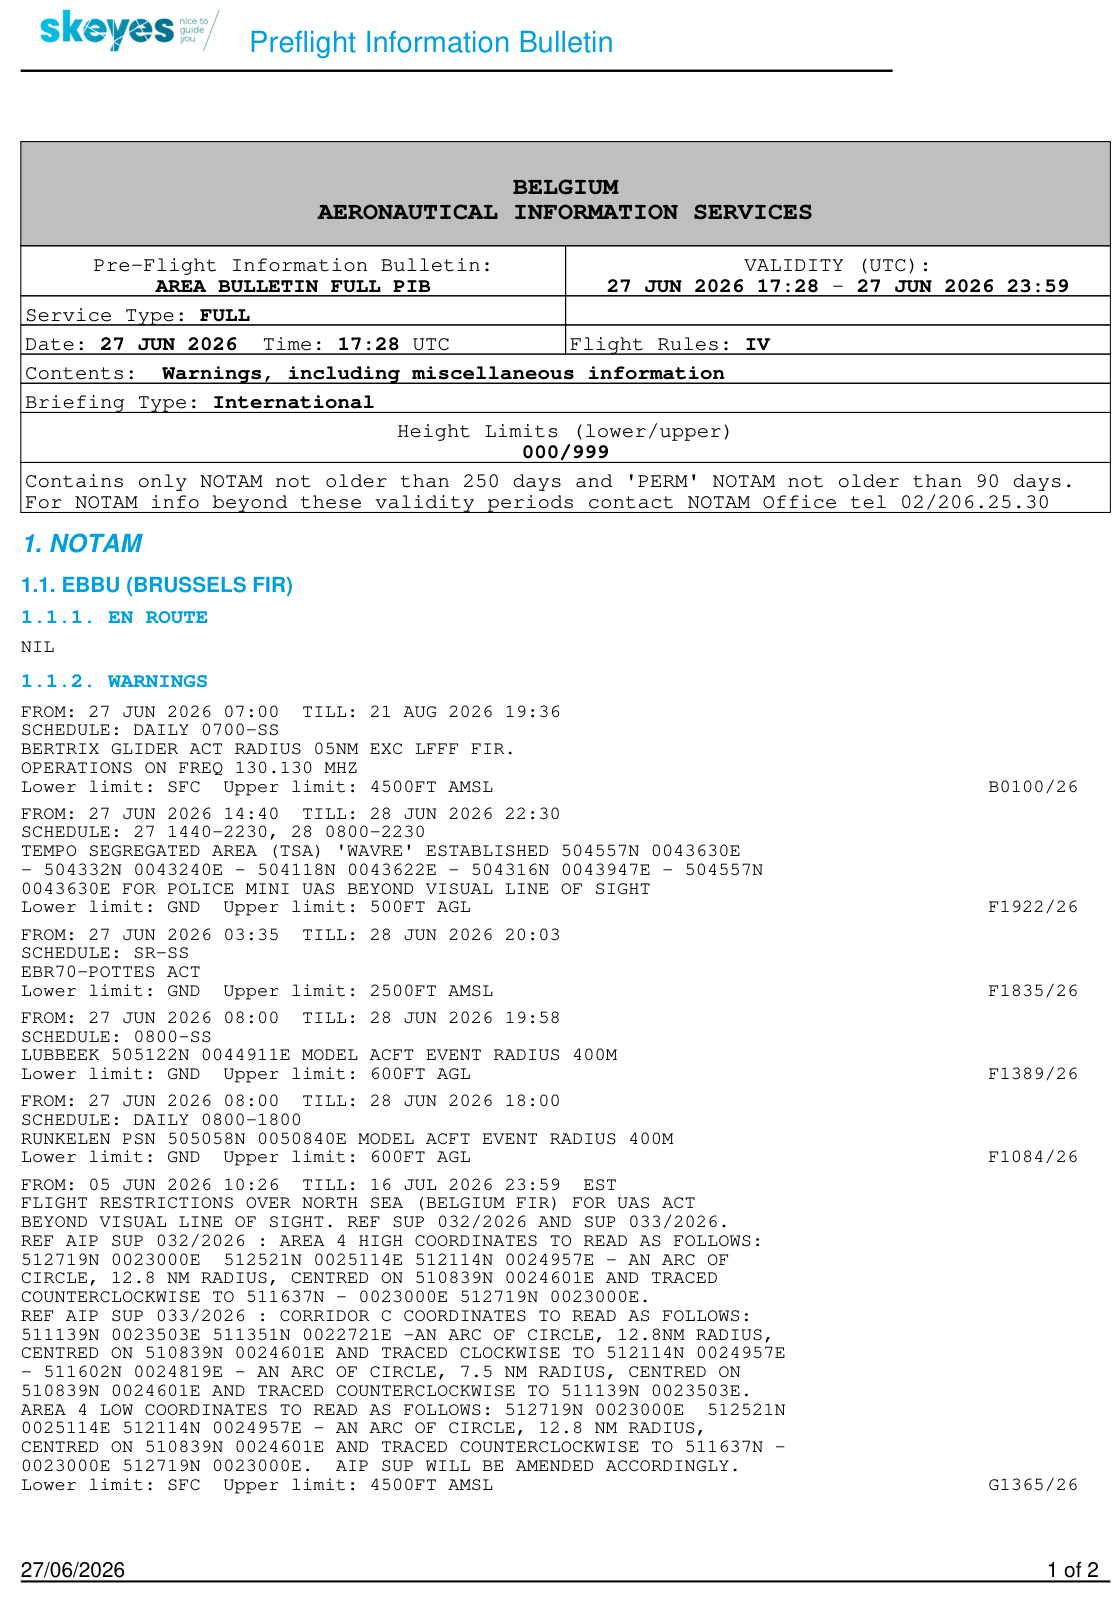 skeyes nice to guide you
Preflight Information Bulletin
BELGIUM
AERONAUTICAL INFORMATION SERVICES
Pre-Flight Information Bulletin:
AREA BULLETIN FULL PIB
VALIDITY (UTC):
27 JUN 2026 17:28 - 27 JUN 2026 23:59
Service Type: FULL
Date: 27 JUN 2026  Time: 17:28 UTC
Flight Rules: IV
Contents:  Warnings, including miscellaneous information
Briefing Type: International
Height Limits (lower/upper)
000/999
Contains only NOTAM not older than 250 days and 'PERM' NOTAM not older than 90 days.
For NOTAM info beyond these validity periods contact NOTAM Office tel 02/206.25.30
1. NOTAM
1.1. EBBU (BRUSSELS FIR)
1.1.1. EN ROUTE
NIL
1.1.2. WARNINGS
FROM: 27 JUN 2026 07:00  TILL: 21 AUG 2026 19:36
SCHEDULE: DAILY 0700-SS
BERTRIX GLIDER ACT RADIUS 05NM EXC LFFF FIR.
OPERATIONS ON FREQ 130.130 MHZ
Lower limit: SFC  Upper limit: 4500FT AMSL B0100/26
FROM: 27 JUN 2026 14:40  TILL: 28 JUN 2026 22:30
SCHEDULE: 27 1440-2230, 28 0800-2230
TEMPO SEGREGATED AREA (TSA) 'WAVRE' ESTABLISHED 504557N 0043630E
- 504332N 0043240E - 504118N 0043622E - 504316N 0043947E - 504557N
0043630E FOR POLICE MINI UAS BEYOND VISUAL LINE OF SIGHT
Lower limit: GND  Upper limit: 500FT AGL F1922/26
FROM: 27 JUN 2026 03:35  TILL: 28 JUN 2026 20:03
SCHEDULE: SR-SS
EBR70-POTTES ACT
Lower limit: GND  Upper limit: 2500FT AMSL F1835/26
FROM: 27 JUN 2026 08:00  TILL: 28 JUN 2026 19:58
SCHEDULE: 0800-SS
LUBBEEK 505122N 0044911E MODEL ACFT EVENT RADIUS 400M
Lower limit: GND  Upper limit: 600FT AGL F1389/26
FROM: 27 JUN 2026 08:00  TILL: 28 JUN 2026 18:00
SCHEDULE: DAILY 0800-1800
RUNKELEN PSN 505058N 0050840E MODEL ACFT EVENT RADIUS 400M
Lower limit: GND  Upper limit: 600FT AGL F1084/26
FROM: 05 JUN 2026 10:26  TILL: 16 JUL 2026 23:59  EST
FLIGHT RESTRICTIONS OVER NORTH SEA (BELGIUM FIR) FOR UAS ACT
BEYOND VISUAL LINE OF SIGHT. REF SUP 032/2026 AND SUP 033/2026.
REF AIP SUP 032/2026 : AREA 4 HIGH COORDINATES TO READ AS FOLLOWS:
512719N 0023000E  512521N 0025114E 512114N 0024957E - AN ARC OF
CIRCLE, 12.8 NM RADIUS, CENTRED ON 510839N 0024601E AND TRACED
COUNTERCLOCKWISE TO 511637N - 0023000E 512719N 0023000E.
REF AIP SUP 033/2026 : CORRIDOR C COORDINATES TO READ AS FOLLOWS:
511139N 0023503E 511351N 0022721E -AN ARC OF CIRCLE, 12.8NM RADIUS,
CENTRED ON 510839N 0024601E AND TRACED CLOCKWISE TO 512114N 0024957E
- 511602N 0024819E - AN ARC OF CIRCLE, 7.5 NM RADIUS, CENTRED ON
510839N 0024601E AND TRACED COUNTERCLOCKWISE TO 511139N 0023503E.
AREA 4 LOW COORDINATES TO READ AS FOLLOWS: 512719N 0023000E  512521N
0025114E 512114N 0024957E - AN ARC OF CIRCLE, 12.8 NM RADIUS,
CENTRED ON 510839N 0024601E AND TRACED COUNTERCLOCKWISE TO 511637N -
0023000E 512719N 0023000E.  AIP SUP WILL BE AMENDED ACCORDINGLY.
Lower limit: SFC  Upper limit: 4500FT AMSL G1365/26
27/06/2026 1 of 2